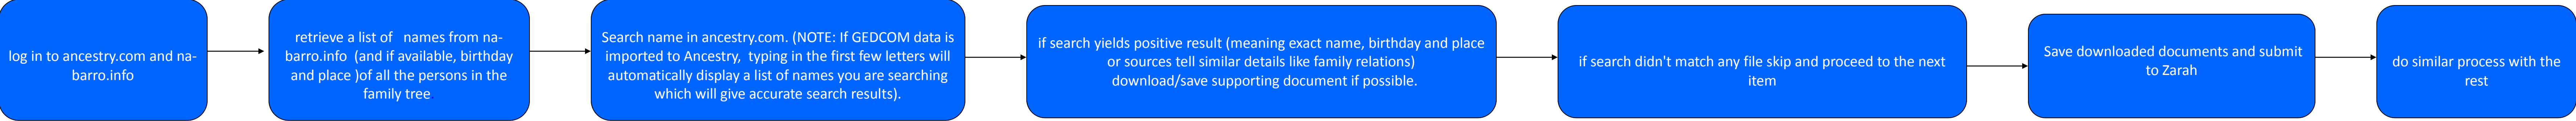 log in to ancestry.com and na-
barro.info
retrieve a list of   names from na-
barro.info  (and if available, birthday
and place )of all the persons in the
family tree
Search name in ancestry.com. (NOTE: If GEDCOM data is
imported to Ancestry,  typing in the first few letters will
automatically display a list of names you are searching
which will give accurate search results).
if search yields positive result (meaning exact name, birthday and place
or sources tell similar details like family relations)
download/save supporting document if possible.
if search didn't match any file skip and proceed to the next
item
Save downloaded documents and submit
to Zarah
do similar process with the
rest